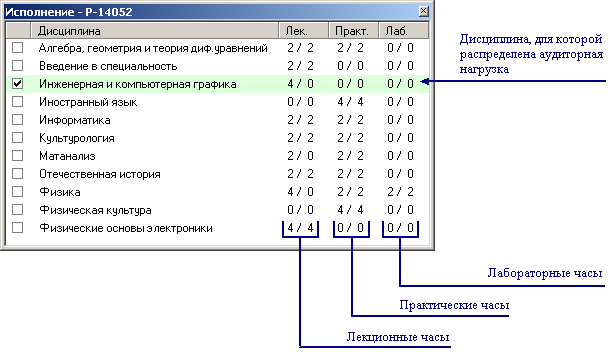 Исполнение - Р-14052
Дисциплина Лек. Практ. Лаб.
Алгебра, геометрия и теория диф.уравнений 2 / 2 2 / 2 0 / 0
Введение в специальность 2 / 2 0 / 0 0 / 0
Инженерная и компьютерная графика 4 / 0 0 / 0 0 / 0
Иностранный язык 0 / 0 4 / 4 0 / 0
Информатика 2 / 2 2 / 2 0 / 0
Культурология 2 / 2 2 / 2 0 / 0
Матанализ 2 / 0 2 / 2 0 / 0
Отечественная история 2 / 2 2 / 2 0 / 0
Физика 4 / 0 2 / 2 2 / 2
Физическая культура 0 / 0 4 / 4 0 / 0
Физические основы электроники 4 / 4 0 / 0 0 / 0
Дисциплина, для которой
распределена аудиторная
нагрузка
Лабораторные часы
Практические часы
Лекционные часы